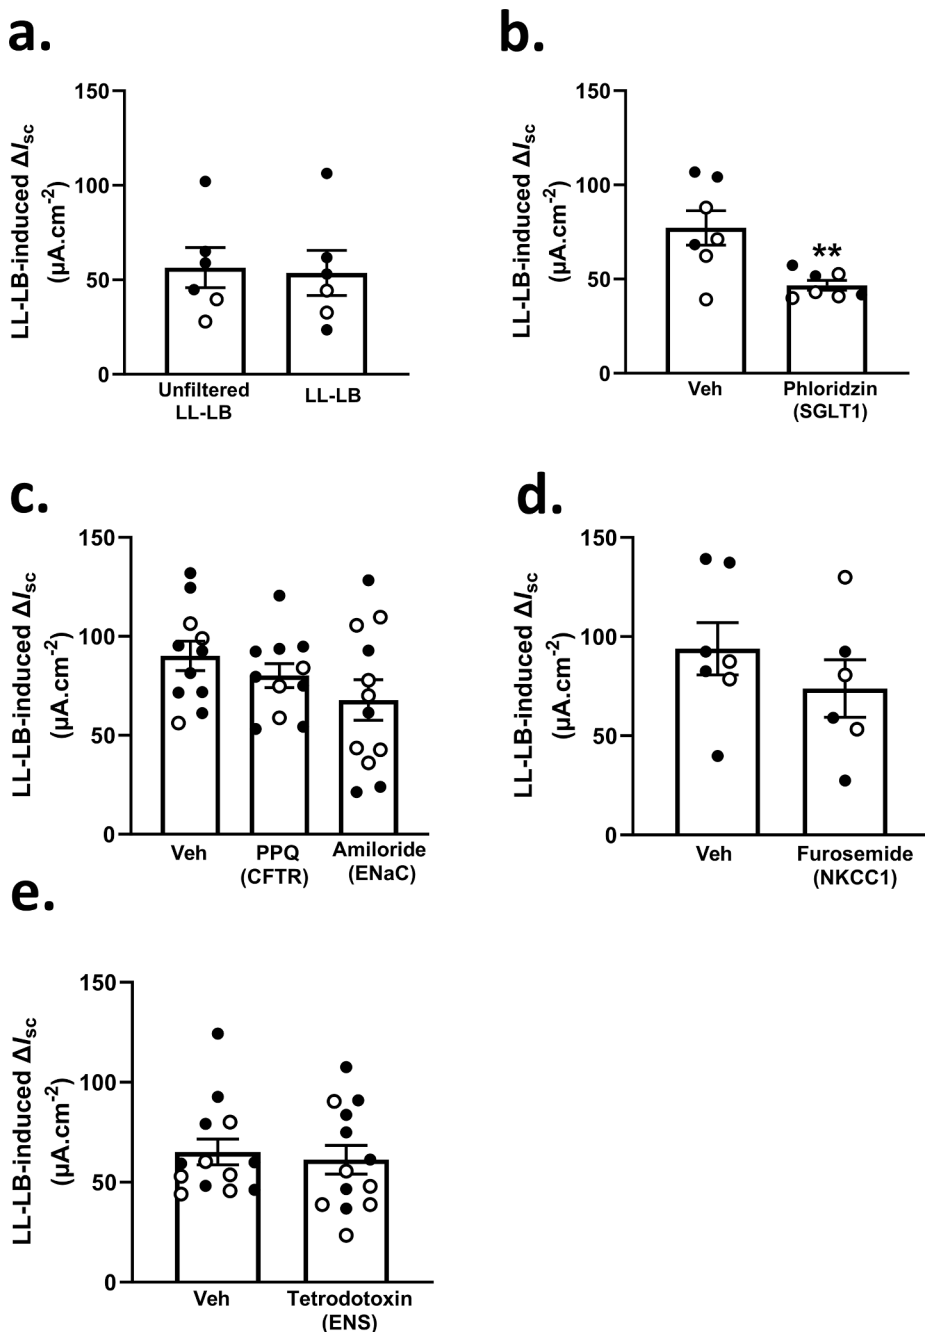 a.
LL-LB-induced ΔIsc
(µA.cm-2)
150
100
50
0
Unfiltered
LL-LB
LL-LB
b.
LL-LB-induced ΔIsc
(µA.cm-2)
150
100
50
0
**
Veh
Phloridzin
(SGLT1)
c.
LL-LB-induced ΔIsc
(µA.cm-2)
150
100
50
0
Veh
PPQ
(CFTR)
Amiloride
(ENaC)
d.
LL-LB-induced ΔIsc
(µA.cm-2)
150
100
50
0
Veh
Furosemide
(NKCC1)
e.
LL-LB-induced ΔIsc
(µA.cm-2)
150
100
50
0
Veh
Tetrodotoxin
(ENS)